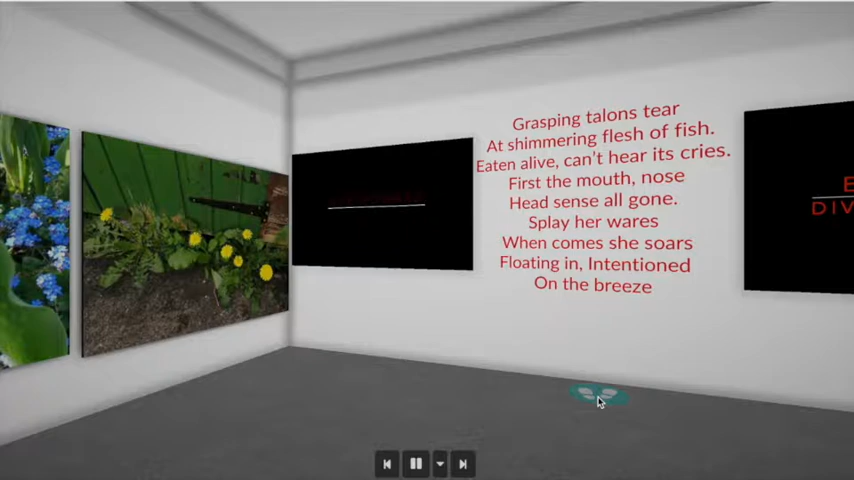 Grasping talons tear
At shimmering flesh of fish.
Eaten alive, can't hear its cries.
First the mouth, nose
Head sense all gone.
Splay her wares
When comes she soars
Floating in, Intentioned
On the breeze